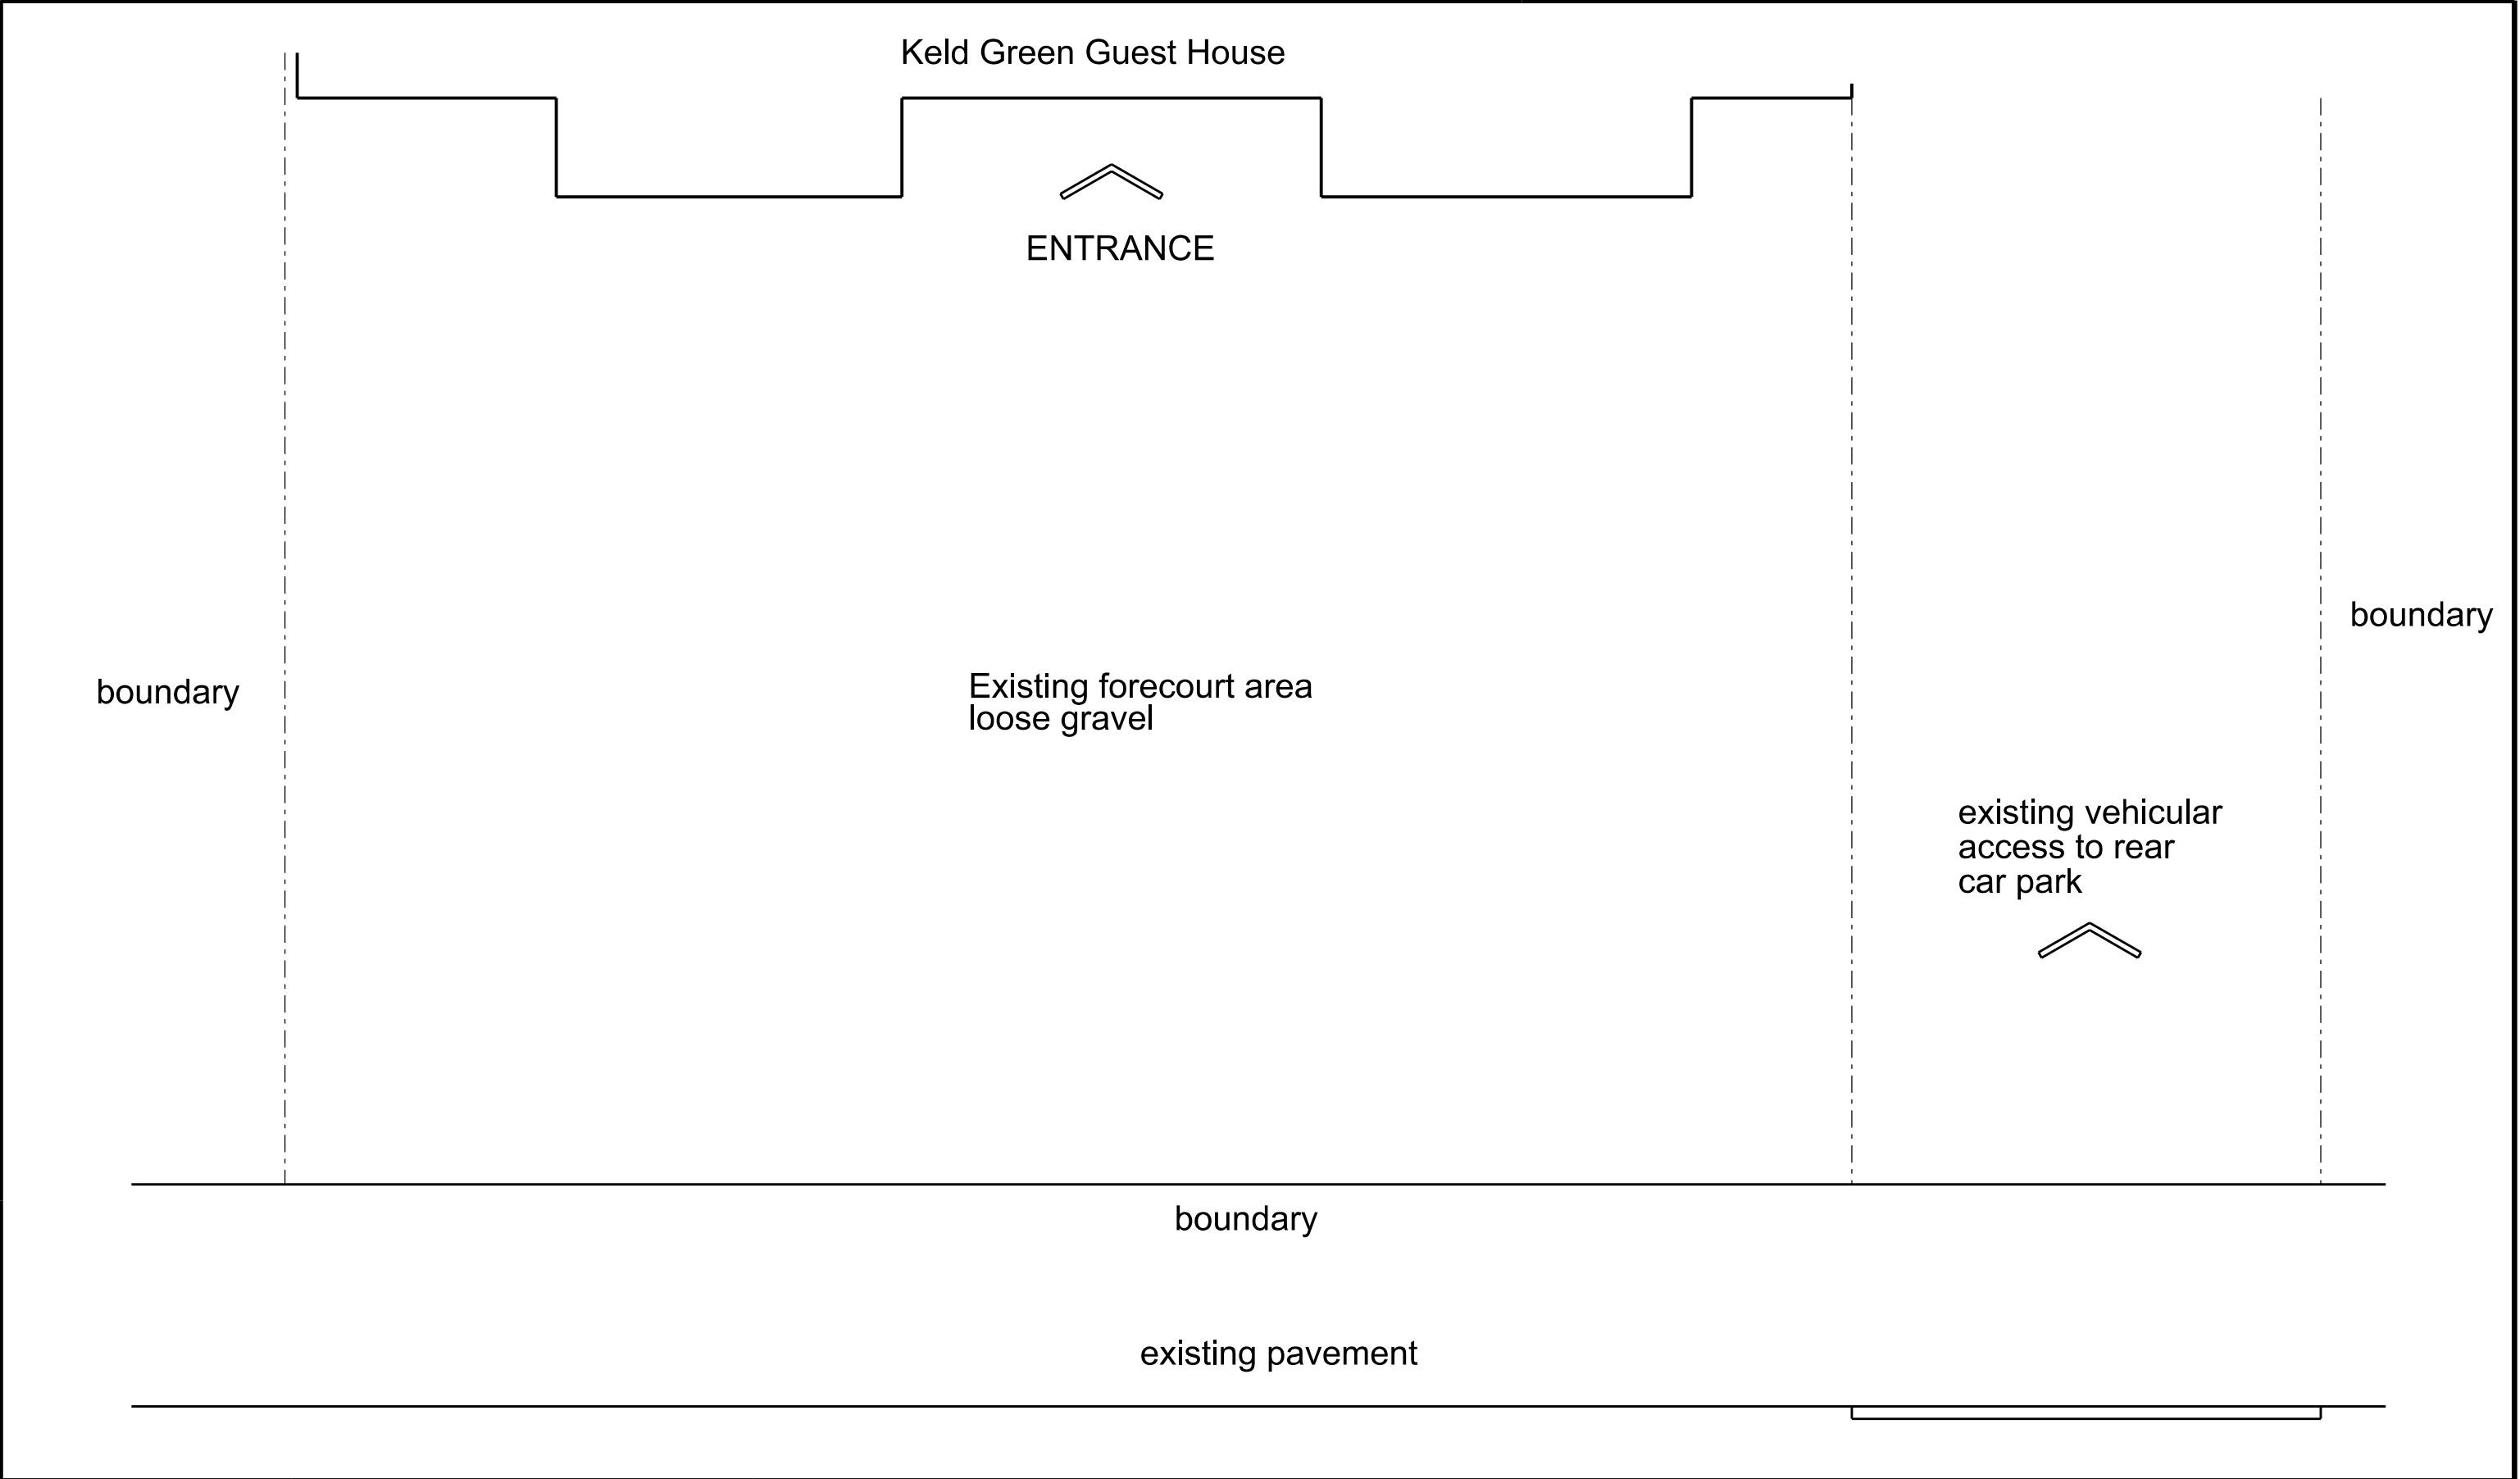 Keld Green Guest House
ENTRANCE
boundary
Existing forecourt area
loose gravel
boundary
existing vehicular
access to rear
car park
boundary
existing pavement